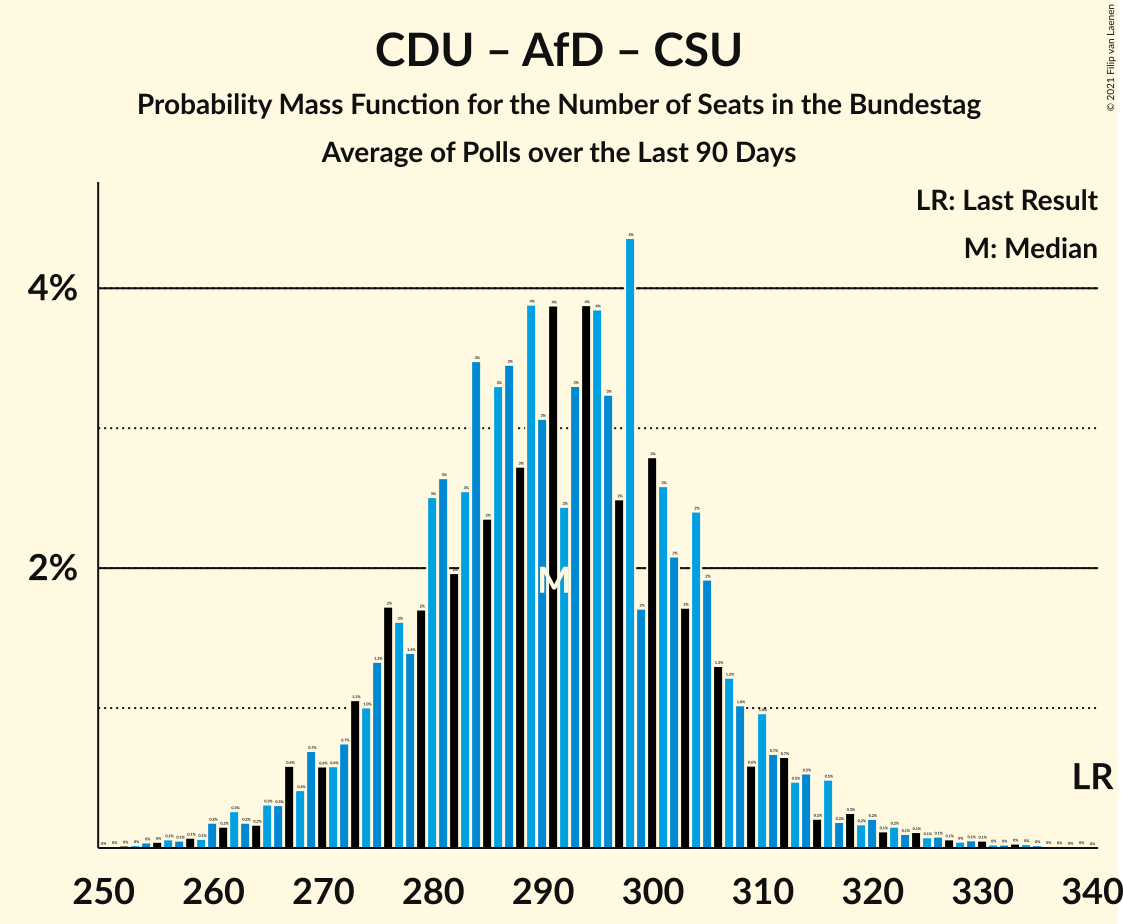 CDU – AfD – CSU
Probability Mass Function for the Number of Seats in the Bundestag
Average of Polls over the Last 90 Days
© 2021 Filip van Laenen
LR: Last Result
M: Median
4%
2%
M
LR
250 260 270 280 290 300 310 320 330 340